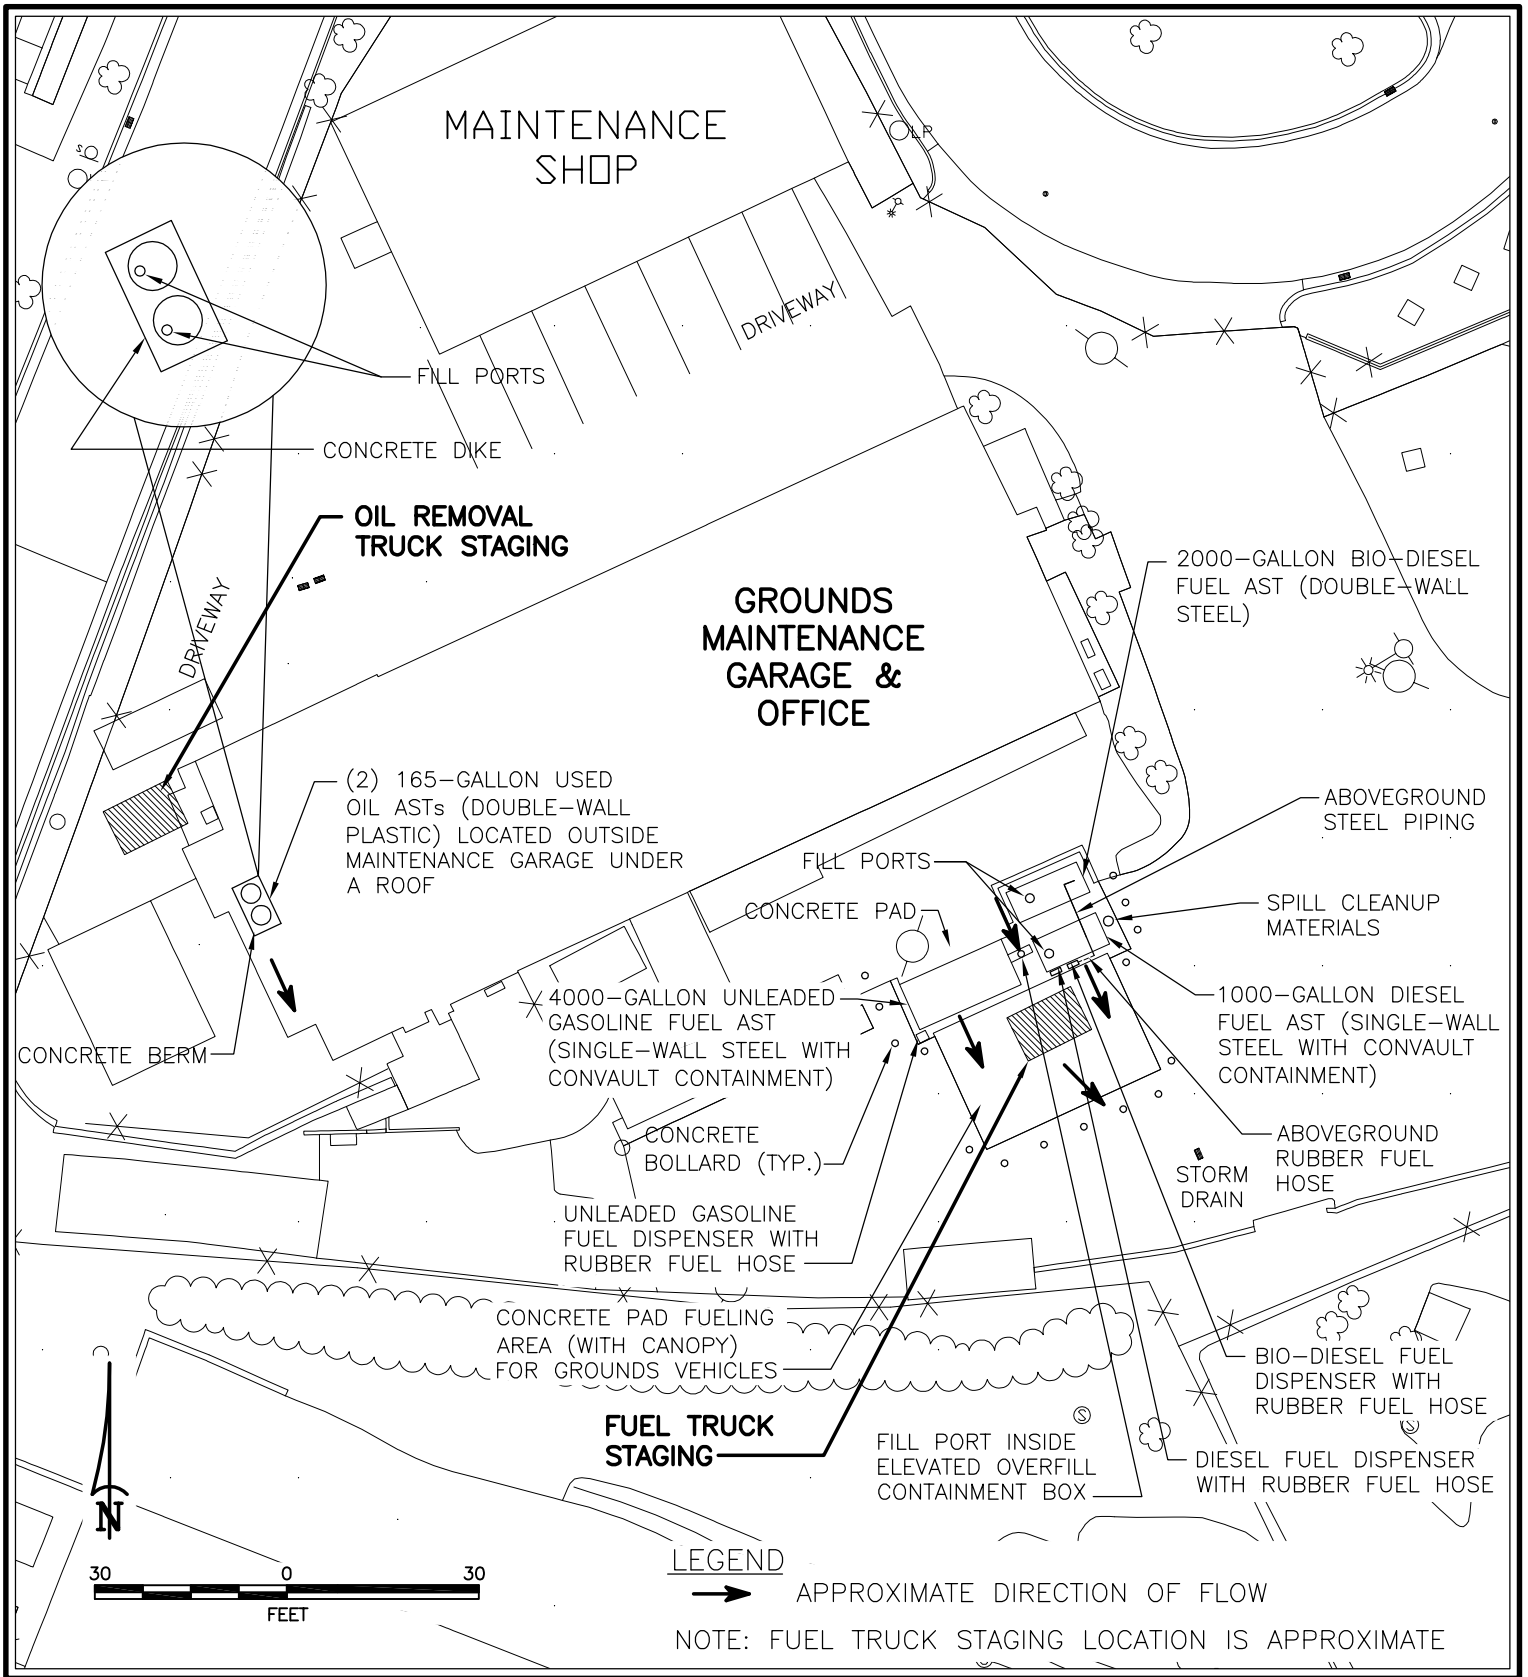 MAINTENANCE
SHOP
LP
S
DRIVEWAY
FILL PORTS
CONCRETE DIKE
OIL REMOVAL
TRUCK STAGING
DRIVEWAY
GROUNDS
MAINTENANCE
GARAGE &
OFFICE
2000-GALLON BIO-DIESEL
FUEL AST (DOUBLE-WALL
STEEL)
(2) 165-GALLON USED
OIL ASTs (DOUBLE-WALL
PLASTIC) LOCATED OUTSIDE
MAINTENANCE GARAGE UNDER
A ROOF
ABOVEGROUND
STEEL PIPING
FILL PORTS
CONCRETE PAD
SPILL CLEANUP
MATERIALS
4000-GALLON UNLEADED
GASOLINE FUEL AST
(SINGLE-WALL STEEL WITH
CONVAULT CONTAINMENT)
1000-GALLON DIESEL
FUEL AST (SINGLE-WALL
STEEL WITH CONVAULT
CONTAINMENT)
CONCRETE BERM
CONCRETE
BOLLARD (TYP.)
ABOVEGROUND
RUBBER FUEL
HOSE
STORM
DRAIN
UNLEADED GASOLINE
FUEL DISPENSER WITH
RUBBER FUEL HOSE
CONCRETE PAD FUELING
AREA (WITH CANOPY)
FOR GROUNDS VEHICLES
BIO-DIESEL FUEL
DISPENSER WITH
RUBBER FUEL HOSE
FUEL TRUCK
STAGING
S
S
FILL PORT INSIDE
ELEVATED OVERFILL
CONTAINMENT BOX
DIESEL FUEL DISPENSER
WITH RUBBER FUEL HOSE
N
30 0 30
FEET
LEGEND
APPROXIMATE DIRECTION OF FLOW
NOTE: FUEL TRUCK STAGING LOCATION IS APPROXIMATE